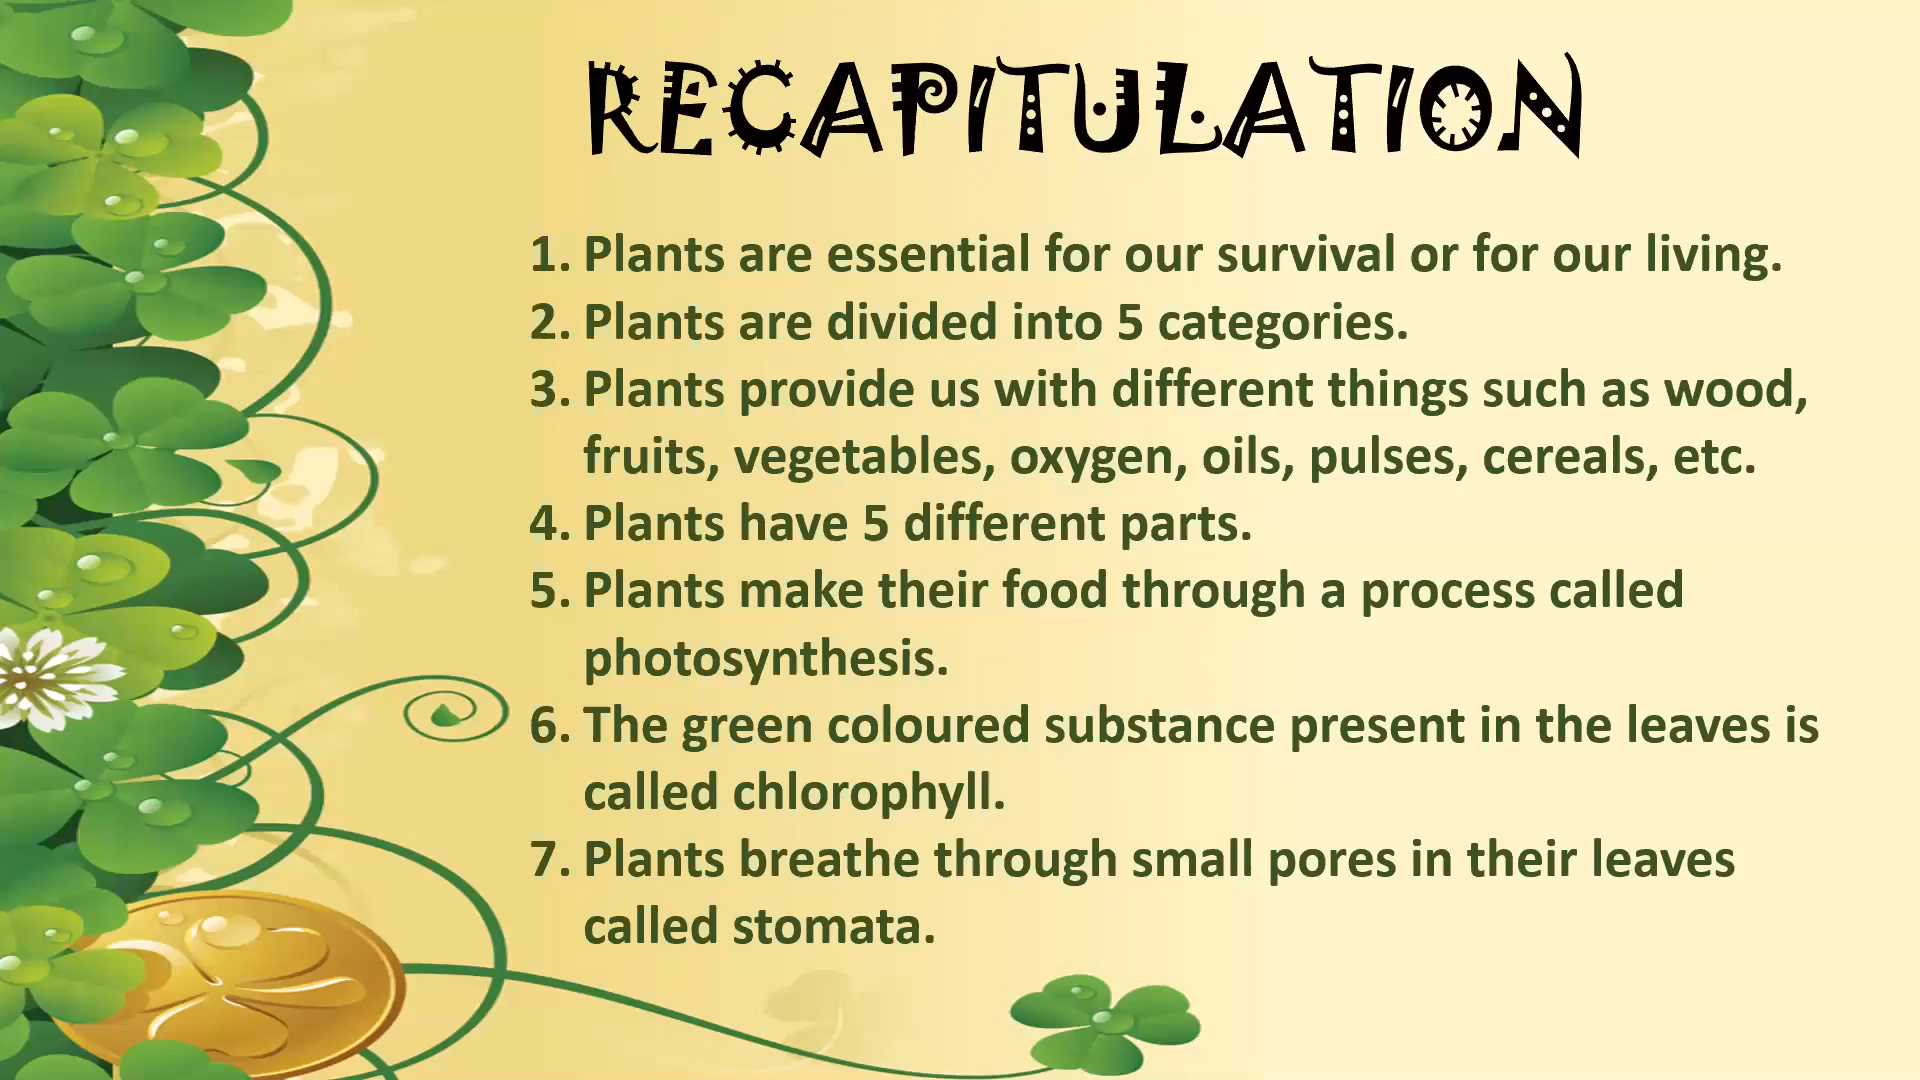 RECAPITULATION
1. Plants are essential for our survival or for our living.
2. Plants are divided into 5 categories.
3. Plants provide us with different things such as wood,
fruits, vegetables, oxygen, oils, pulses, cereals, etc.
4. Plants have 5 different parts.
5. Plants make their food through a process called
photosynthesis.
6. The green coloured substance present in the leaves is
called chlorophyll.
7. Plants breathe through small pores in their leaves
called stomata.